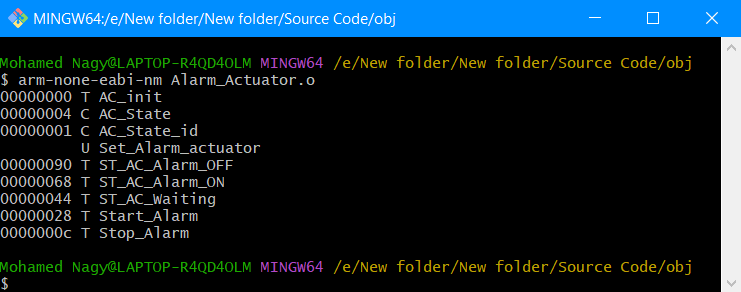 MINGW64:/e/New folder/New folder/Source Code/obj
Mohamed Nagy@LAPTOP-R4QD4OLM MINGW64 /e/New folder/New folder/Source Code/obj
$ arm-none-eabi-nm Alarm_Actuator.o
00000000 T AC_init
00000004 C AC_State
00000001 C AC_State_id
         U Set_Alarm_actuator
00000090 T ST_AC_Alarm_OFF
00000068 T ST_AC_Alarm_ON
00000044 T ST_AC_Waiting
00000028 T Start_Alarm
0000000c T Stop_Alarm
Mohamed Nagy@LAPTOP-R4QD4OLM MINGW64 /e/New folder/New folder/Source Code/obj
$